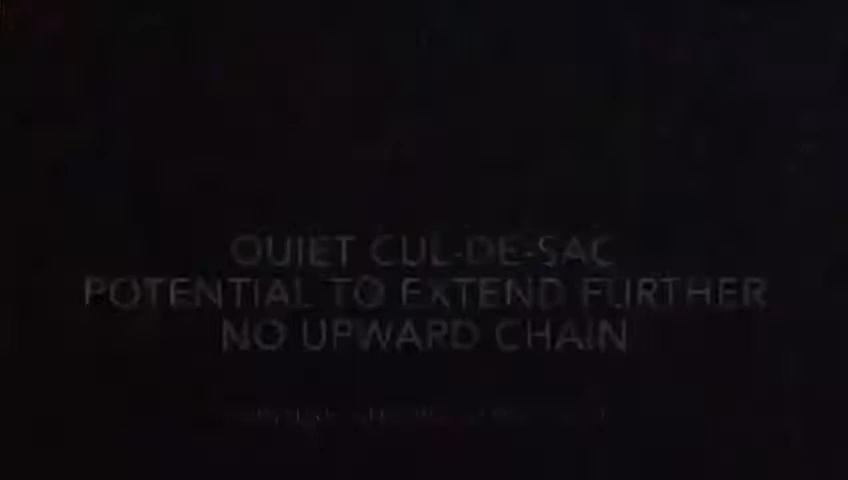 QUIET CUL-DE-SAC
POTENTIAL TO EXTEND FURTHER
NO UPWARD CHAIN